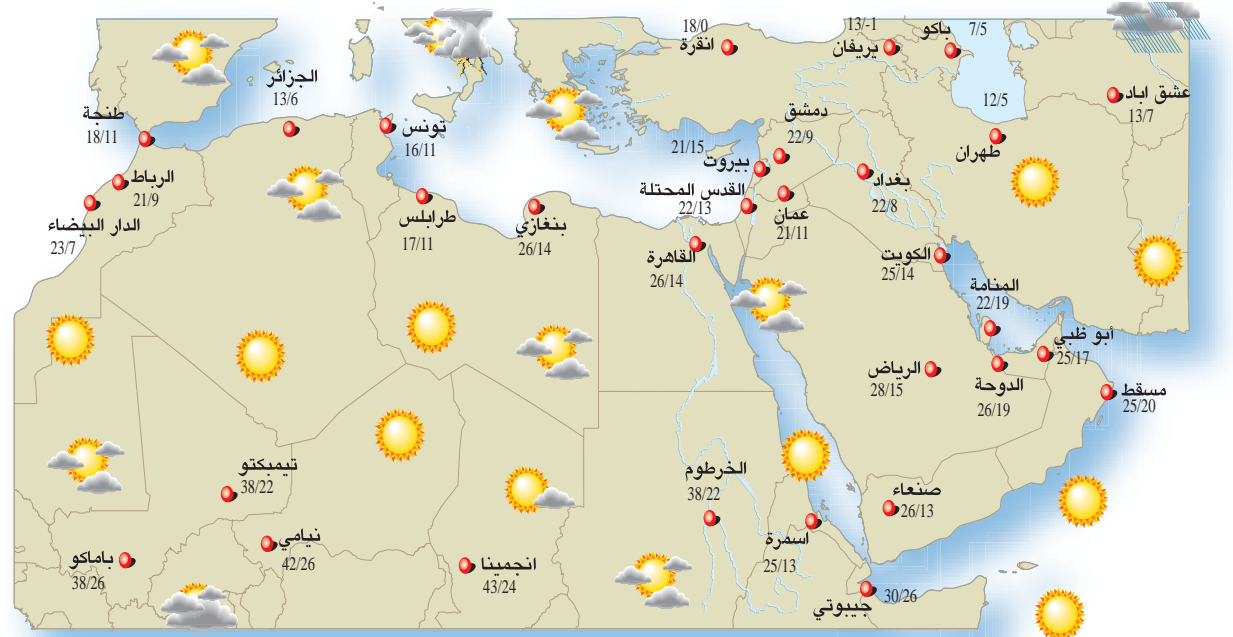 18/0
انقرة
13/-1
يريفان
باكو
7/5
12/5
طهران
عشق اباد
13/7
الجزائر
13/6
طنجة
18/11
تونس
16/11
دمشق
22/9
21/15
بيروت
بغداد
22/8
الرباط
21/9
القدس المحتلة
22/13
عمان
21/11
الدار البيضاء
23/7
طرابلس
17/11
بنغازي
26/14
القاهرة
26/14
الكويت
25/14
المنامة
22/19
أبو ظبي
25/17
الرياض
28/15
الدوحة
26/19
مسقط
25/20
تيمبكتو
38/22
الخرطوم
38/22
صنعاء
26/13
اسمرة
25/13
نيامي
42/26
باماكو
38/26
انجمينا
43/24
جيبوتي
30/26